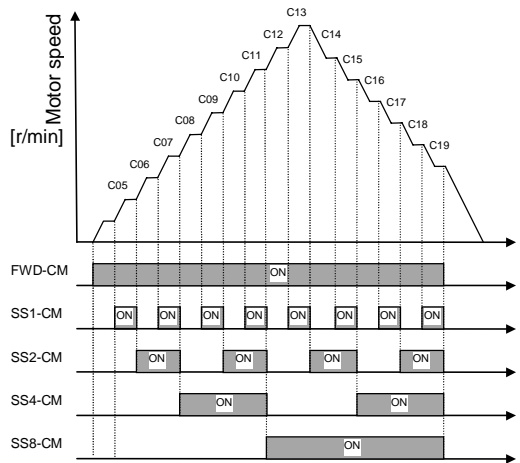 Motor speed
[r/min]
C05
C06
C07
C08
C09
C10
C11
C12
C13
C14
C15
C16
C17
C18
C19
FWD-CM
ON
SS1-CM
ON ON ON ON ON ON ON ON
SS2-CM
ON ON ON ON
SS4-CM
ON ON
SS8-CM
ON